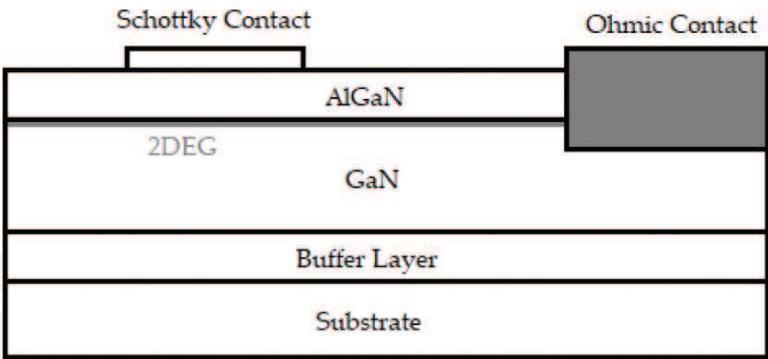 Schottky Contact
Ohmic Contact
AlGaN
2DEG
GaN
Buffer Layer
Substrate